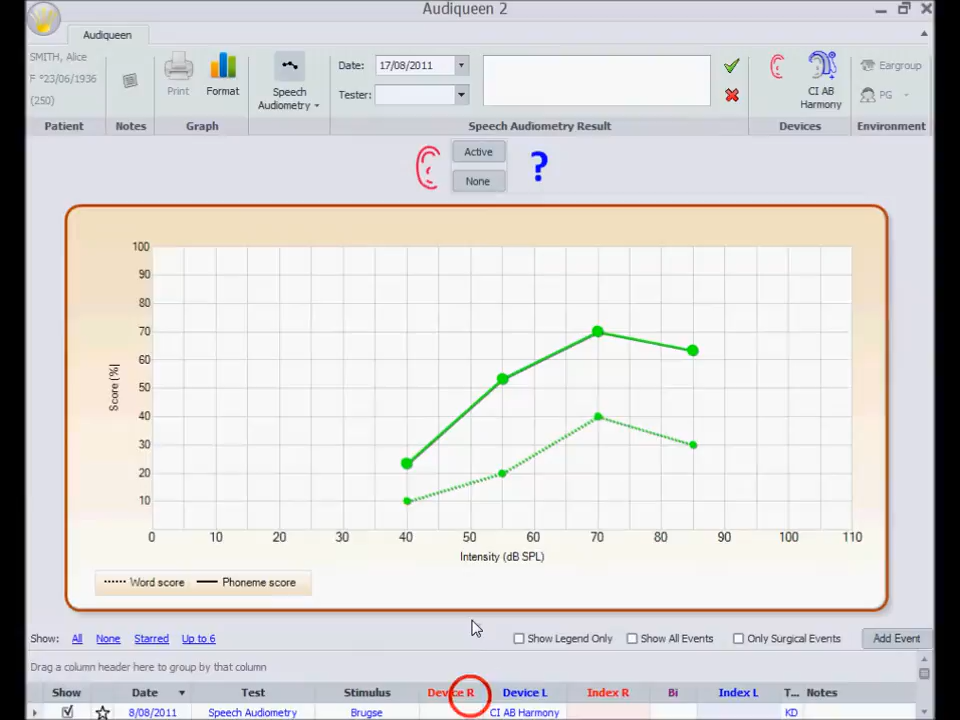 Audiqueen 2
Audiqueen
SMITH, Alice
F °23/06/1936
(250)
Print
Format
Speech
Audiometry
Date: 17/08/2011
Tester:
CI AB
Harmony
Eargroup
PG
Patient Notes Graph Speech Audiometry Result Devices Environment
Active
?
None
100
90
80
70
60
50
40
30
20
10
Score (%)
0 10 20 30 40 50 60 70 80 90 100 110
Intensity (dB SPL)
Word score Phoneme score
Show: All None Starred Up to 6 Show Legend Only Show All Events Only Surgical Events Add Event
Drag a column header here to group by that column
Show Date Test Stimulus Device R Device L Index R Bi Index L T... Notes
8/08/2011 Speech Audiometry Brugse CI AB Harmony KD